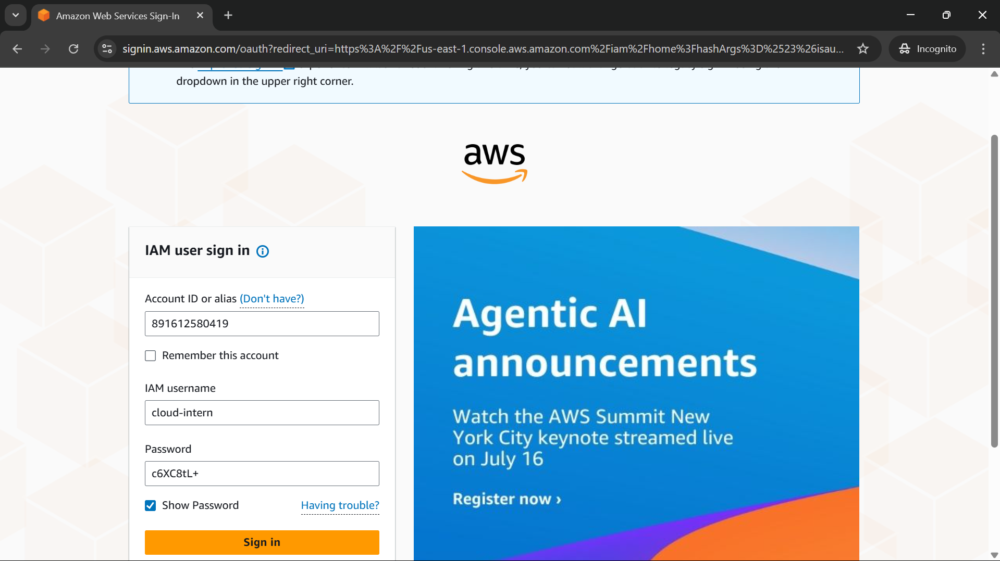 Amazon Web Services Sign-In
signin.aws.amazon.com/oauth?redirect_uri=https%3A%2F%2Fus-east-1.console.aws.amazon.com%2Fiam%2Fhome%3FhashArgs%3D%2523%26isau...
Incognito
dropdown in the upper right corner.
aws
IAM user sign in
Account ID or alias (Don't have?)
891612580419
Remember this account
IAM username
cloud-intern
Password
c6XC8tL+
Show Password
Having trouble?
Sign in
Agentic AI
announcements
Watch the AWS Summit New
York City keynote streamed live
on July 16
Register now ›